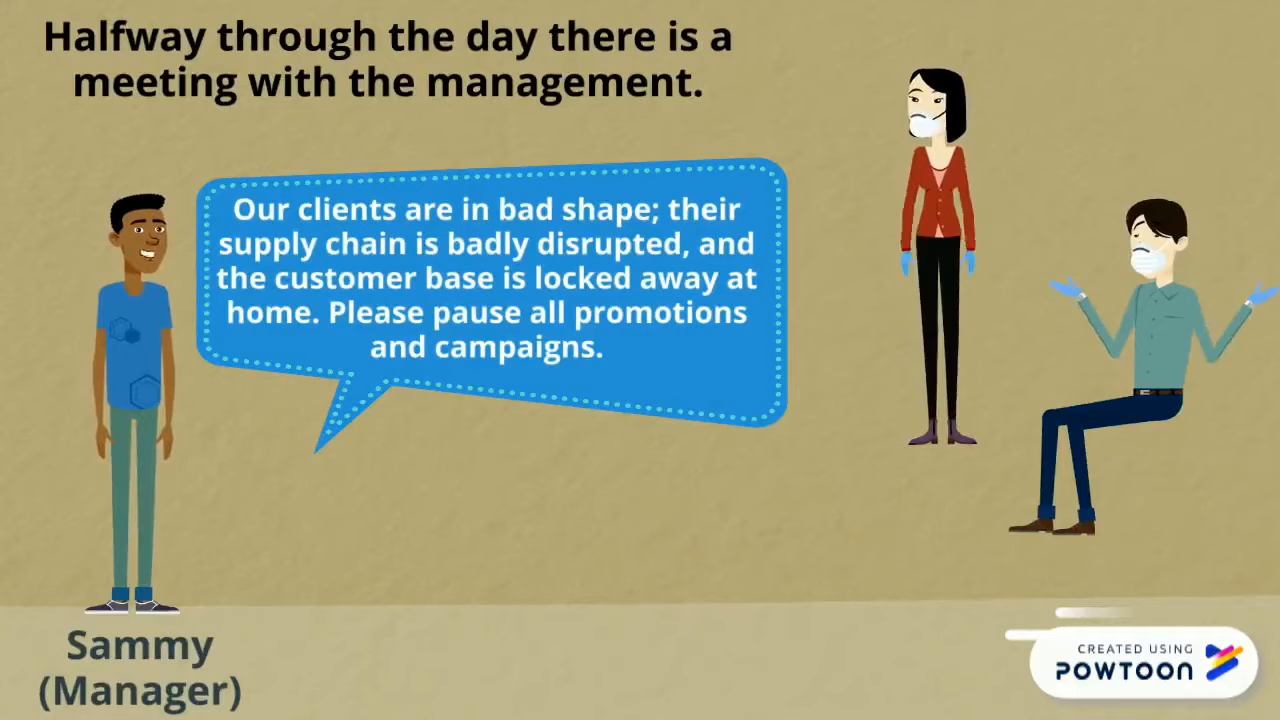 Halfway through the day there is a
meeting with the management.
Our clients are in bad shape; their
supply chain is badly disrupted, and
the customer base is locked away at
home. Please pause all promotions
and campaigns.
Sammy
(Manager)
CREATED USING
POWTOON